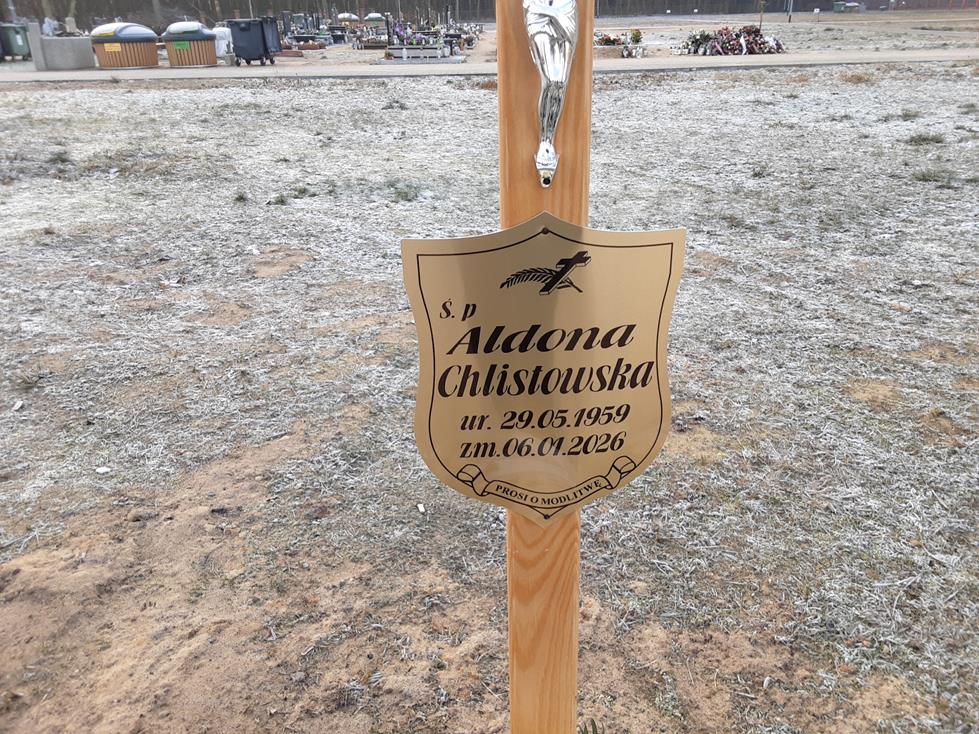 Ś. p
Aldona
Chlistowska
ur. 29.05.1959
zm.06.01.2026
PROSI O MODLITWĘ